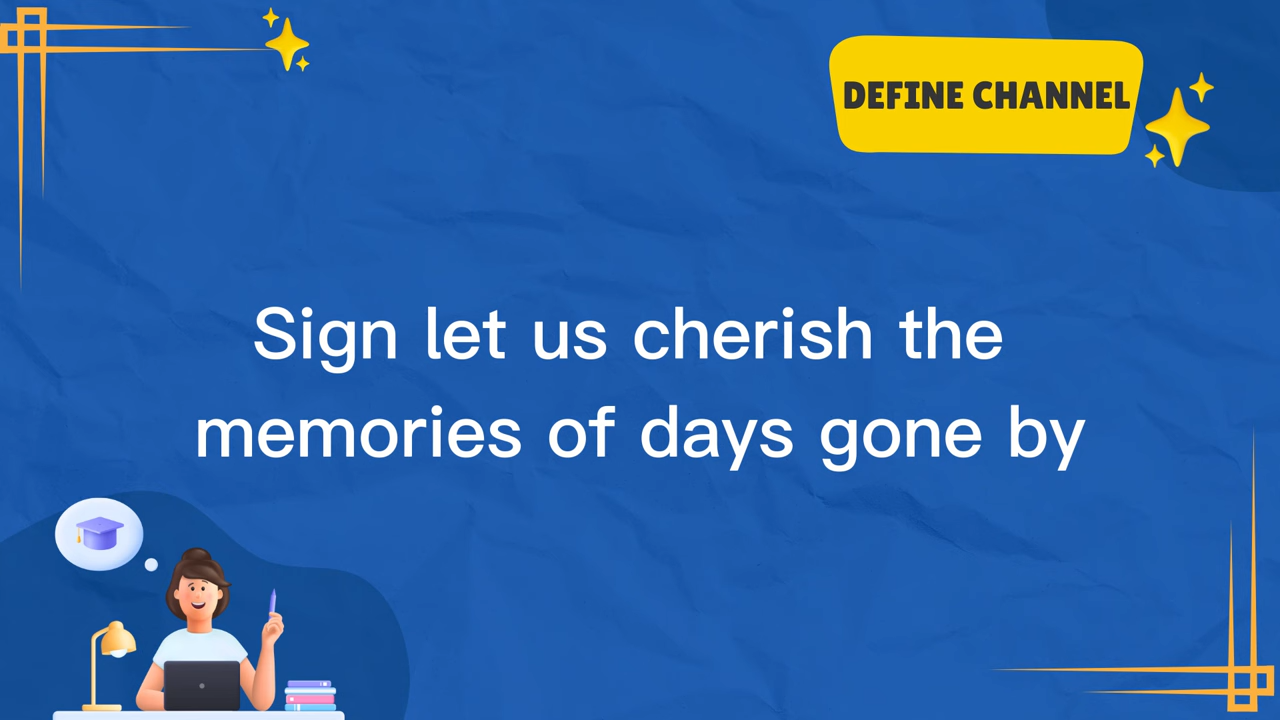 DEFINE CHANNEL
Sign let us cherish the
memories of days gone by